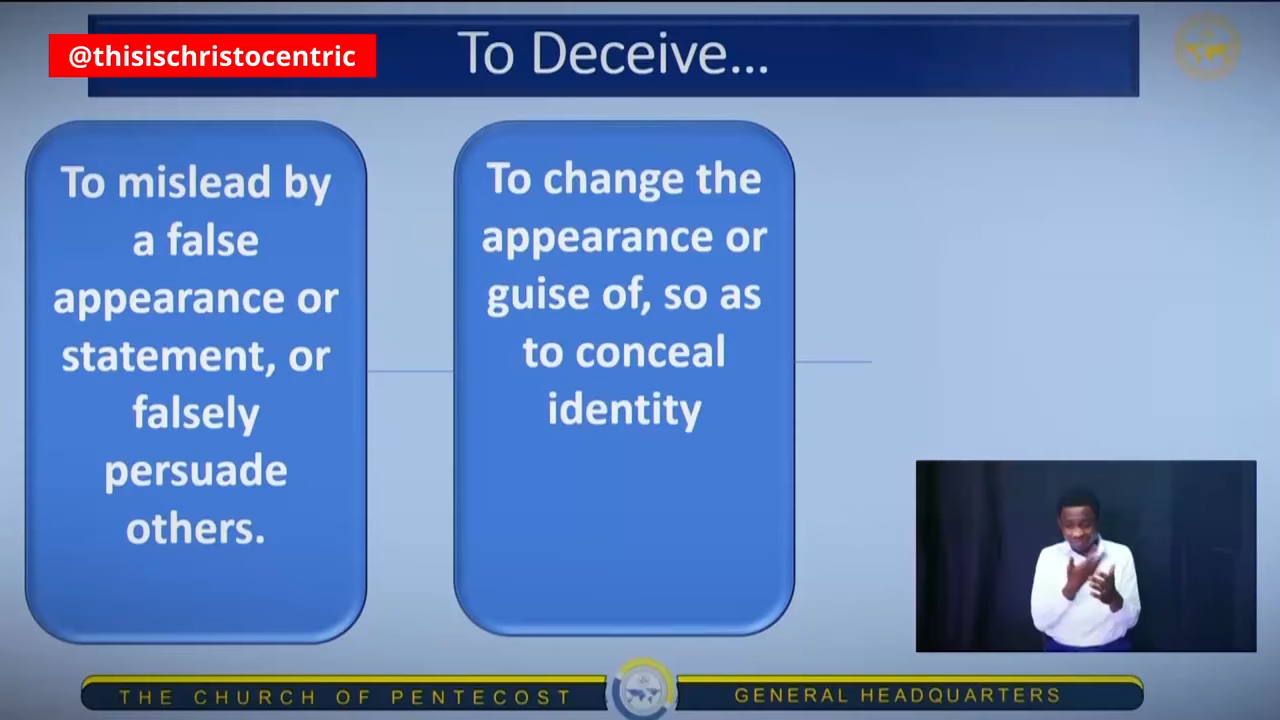 @thisischristocentric
To Deceive...
To mislead by
a false
appearance or
statement, or
falsely
persuade
others.
To change the
appearance or
guise of, so as
to conceal
identity
THE CHURCH OF PENTECOST
GENERAL HEADQUARTERS